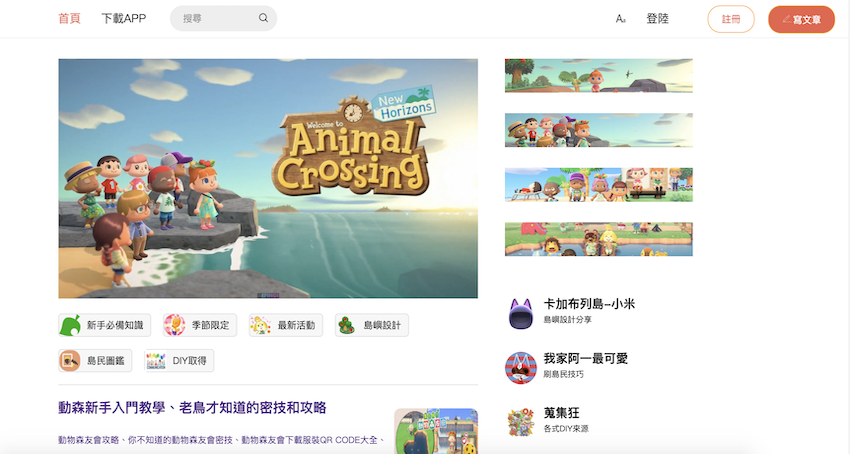 首頁 下載APP 搜尋 Aa 登陸 註冊 寫文章
Welcome to
Animal
Crossing
New
Horizons
新手必備知識 季節限定 最新活動 島嶼設計
島民圖鑑 DIY取得
動森新手入門教學、老鳥才知道的密技和攻略
動物森友會攻略、你不知道的動物森友會密技、動物森友會下載服裝QR CODE大全、
卡加布列島–小米
島嶼設計分享
我家阿一最可愛
刷島民技巧
蒐集狂
各式DIY來源